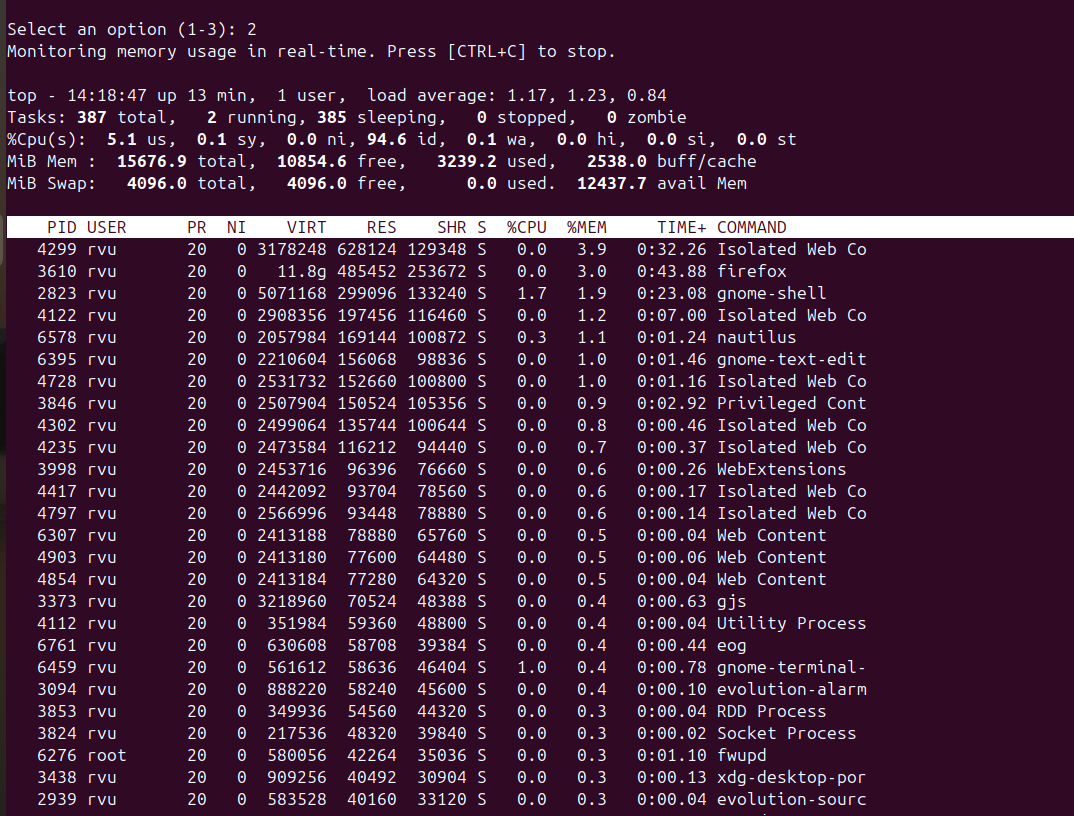 Select an option (1-3): 2
Monitoring memory usage in real-time. Press [CTRL+C] to stop.
top - 14:18:47 up 13 min,  1 user,  load average: 1.17, 1.23, 0.84
Tasks: 387 total,   2 running, 385 sleeping,   0 stopped,   0 zombie
%Cpu(s):  5.1 us,  0.1 sy,  0.0 ni, 94.6 id,  0.1 wa,  0.0 hi,  0.0 si,  0.0 st
MiB Mem :  15676.9 total,  10854.6 free,   3239.2 used,   2538.0 buff/cache
MiB Swap:   4096.0 total,   4096.0 free,      0.0 used.  12437.7 avail Mem
PID USER      PR  NI    VIRT    RES    SHR S  %CPU  %MEM     TIME+ COMMAND
4299 rvu       20   0 3178248 628124 129348 S   0.0   3.9   0:32.26 Isolated Web Co
3610 rvu       20   0   11.8g 485452 253672 S   0.0   3.0   0:43.88 firefox
2823 rvu       20   0 5071168 299096 133240 S   1.7   1.9   0:23.08 gnome-shell
4122 rvu       20   0 2908356 197456 116460 S   0.0   1.2   0:07.00 Isolated Web Co
6578 rvu       20   0 2057984 169144 100872 S   0.3   1.1   0:01.24 nautilus
6395 rvu       20   0 2210604 156068  98836 S   0.0   1.0   0:01.46 gnome-text-edit
4728 rvu       20   0 2531732 152660 100800 S   0.0   1.0   0:01.16 Isolated Web Co
3846 rvu       20   0 2507904 150524 105356 S   0.0   0.9   0:02.92 Privileged Cont
4302 rvu       20   0 2499064 135744 100644 S   0.0   0.8   0:00.46 Isolated Web Co
4235 rvu       20   0 2473584 116212  94440 S   0.0   0.7   0:00.37 Isolated Web Co
3998 rvu       20   0 2453716  96396  76660 S   0.0   0.6   0:00.26 WebExtensions
4417 rvu       20   0 2442092  93704  78560 S   0.0   0.6   0:00.17 Isolated Web Co
4797 rvu       20   0 2566996  93448  78880 S   0.0   0.6   0:00.14 Isolated Web Co
6307 rvu       20   0 2413188  78880  65760 S   0.0   0.5   0:00.04 Web Content
4903 rvu       20   0 2413180  77600  64480 S   0.0   0.5   0:00.06 Web Content
4854 rvu       20   0 2413184  77280  64320 S   0.0   0.5   0:00.04 Web Content
3373 rvu       20   0 3218960  70524  48388 S   0.0   0.4   0:00.63 gjs
4112 rvu       20   0  351984  59360  48800 S   0.0   0.4   0:00.04 Utility Process
6761 rvu       20   0  630608  58708  39384 S   0.0   0.4   0:00.44 eog
6459 rvu       20   0  561612  58636  46404 S   1.0   0.4   0:00.78 gnome-terminal-
3094 rvu       20   0  888220  58240  45600 S   0.0   0.4   0:00.10 evolution-alarm
3853 rvu       20   0  349936  54560  44320 S   0.0   0.3   0:00.04 RDD Process
3824 rvu       20   0  217536  48320  39840 S   0.0   0.3   0:00.02 Socket Process
6276 root      20   0  580056  42264  35036 S   0.0   0.3   0:01.10 fwupd
3438 rvu       20   0  909256  40492  30904 S   0.0   0.3   0:00.13 xdg-desktop-por
2939 rvu       20   0  583528  40160  33120 S   0.0   0.3   0:00.04 evolution-sourc